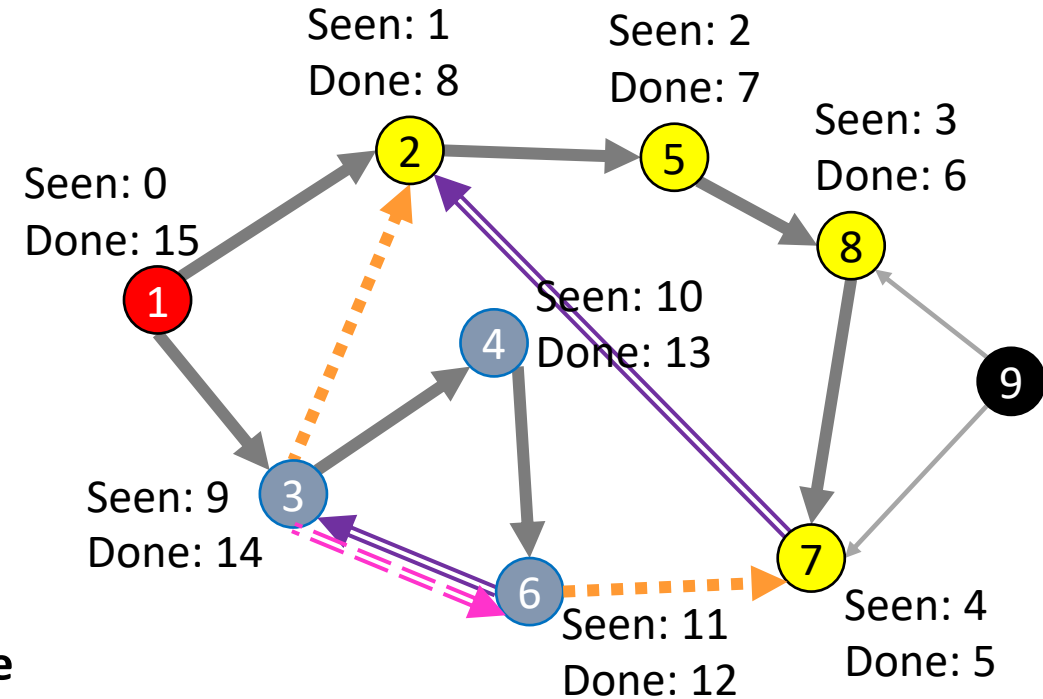 Seen: 1
Done: 8
Seen: 2
Done: 7
Seen: 3
Done: 6
Seen: 0
Done: 15
2
5
8
1
Seen: 10
Done: 13
4
9
Seen: 9
Done: 14
3
6
7
Seen: 11
Done: 12
Seen: 4
Done: 5
e